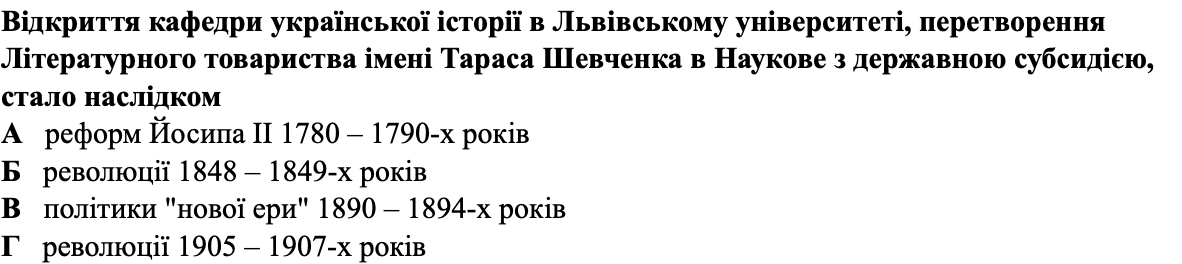 Відкриття кафедри української історії в Львівському університеті, перетворення
Літературного товариства імені Тараса Шевченка в Наукове з державною субсидією,
стало наслідком
А реформ Йосипа ІІ 1780 – 1790-х років
Б революції 1848 – 1849-х років
В політики "нової ери" 1890 – 1894-х років
Г революції 1905 – 1907-х років